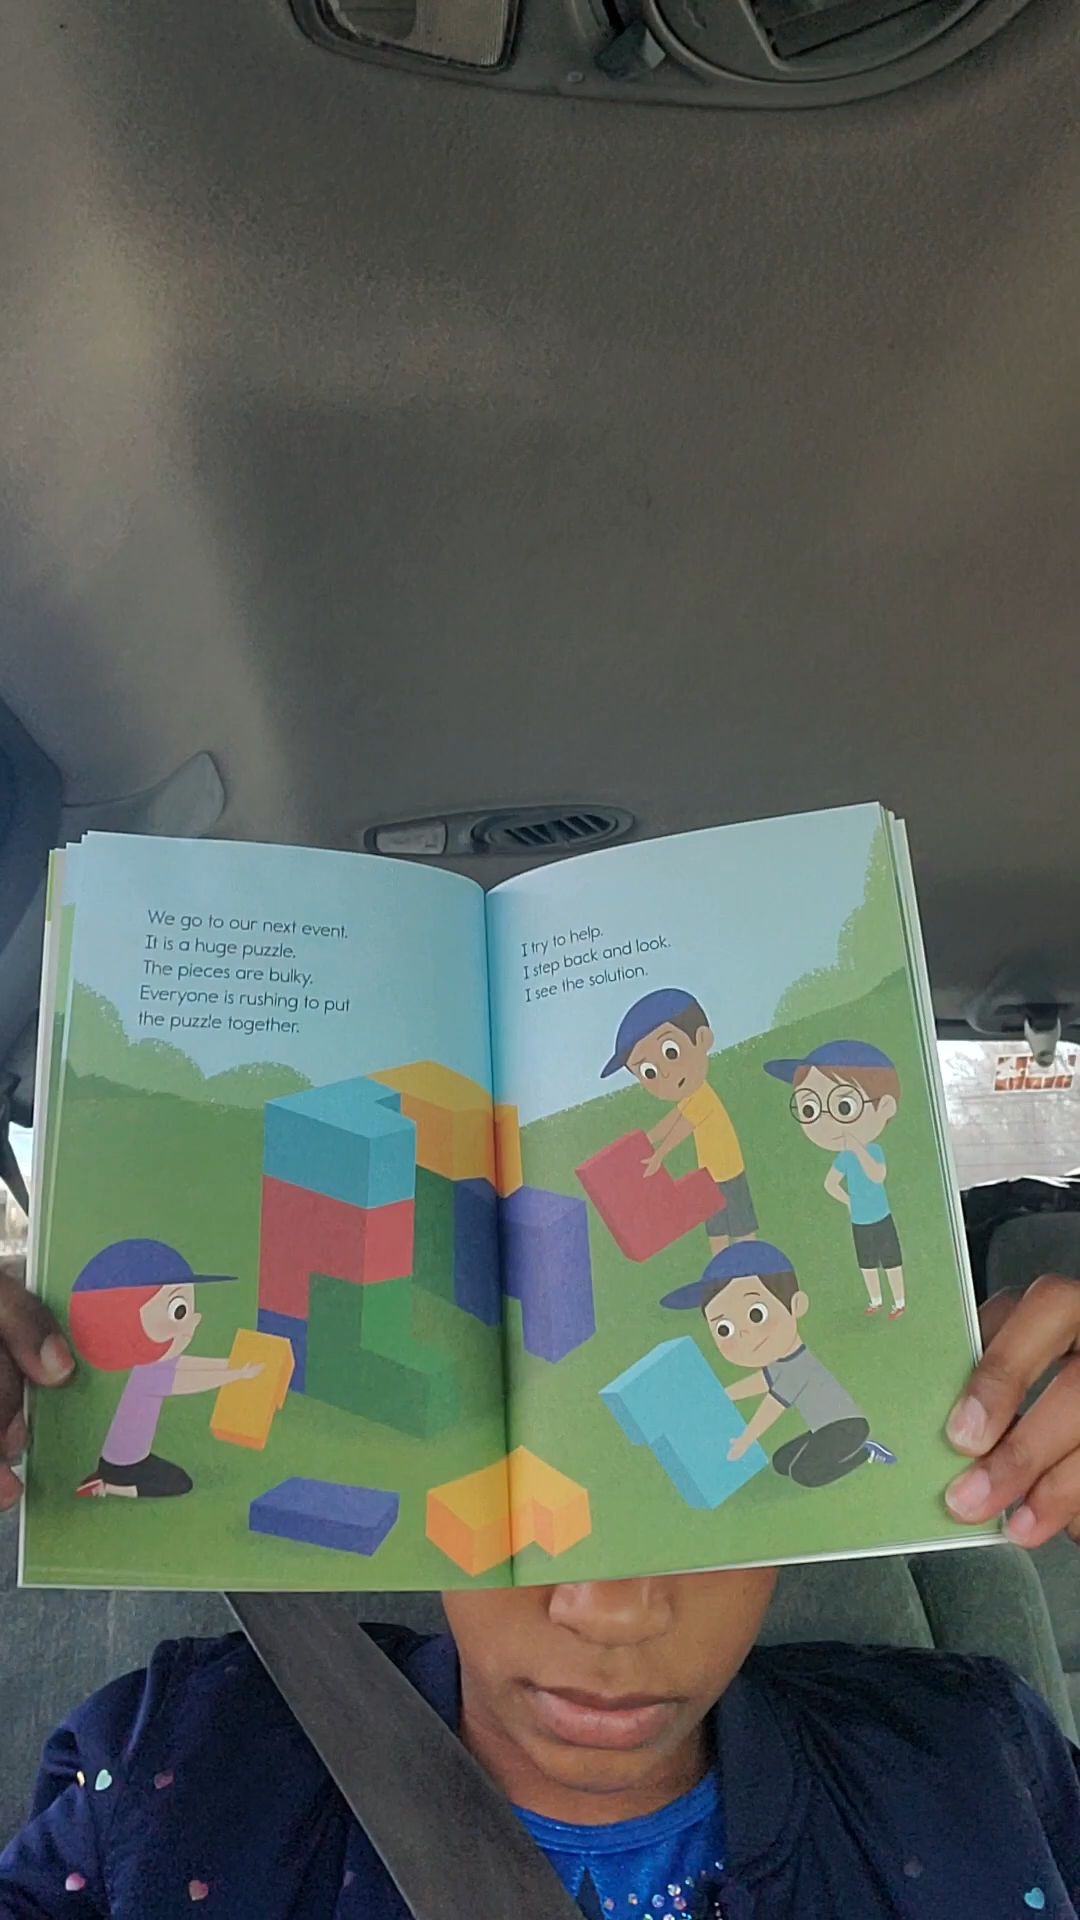 We go to our next event.
It is a huge puzzle.
The pieces are bulky.
Everyone is rushing to put
the puzzle together.
I try to help.
I step back and look.
I see the solution.